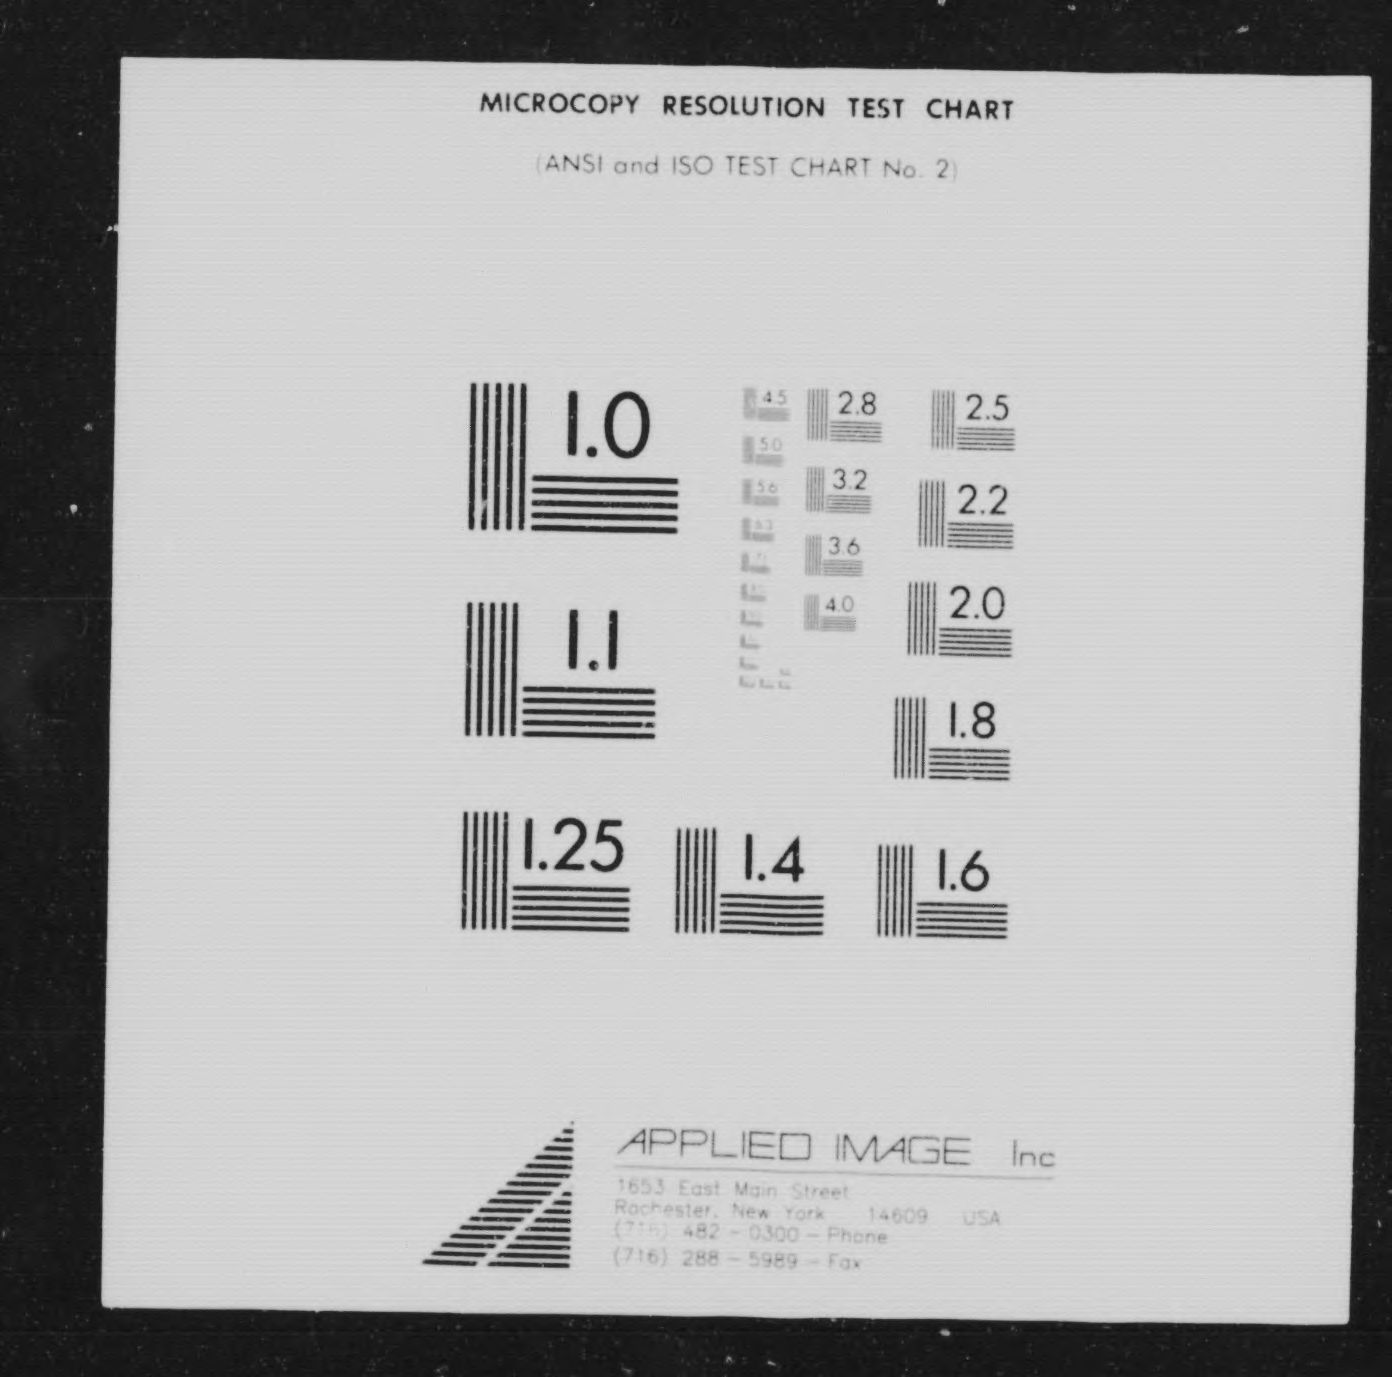 MICROCOPY RESOLUTION TEST CHART
(ANSI and ISO TEST CHART No. 2)
1.0
4.5
2.8
2.5
5.0
3.2
2.2
5.6
3.6
6.3
2.0
4.0
1.1
1.8
1.25
1.4
1.6
APPLIED IMAGE Inc
1653 East Main Street
Rochester, New York 14609 USA
(716) 482 - 0300 - Phone
(716) 288 - 5989 - Fax